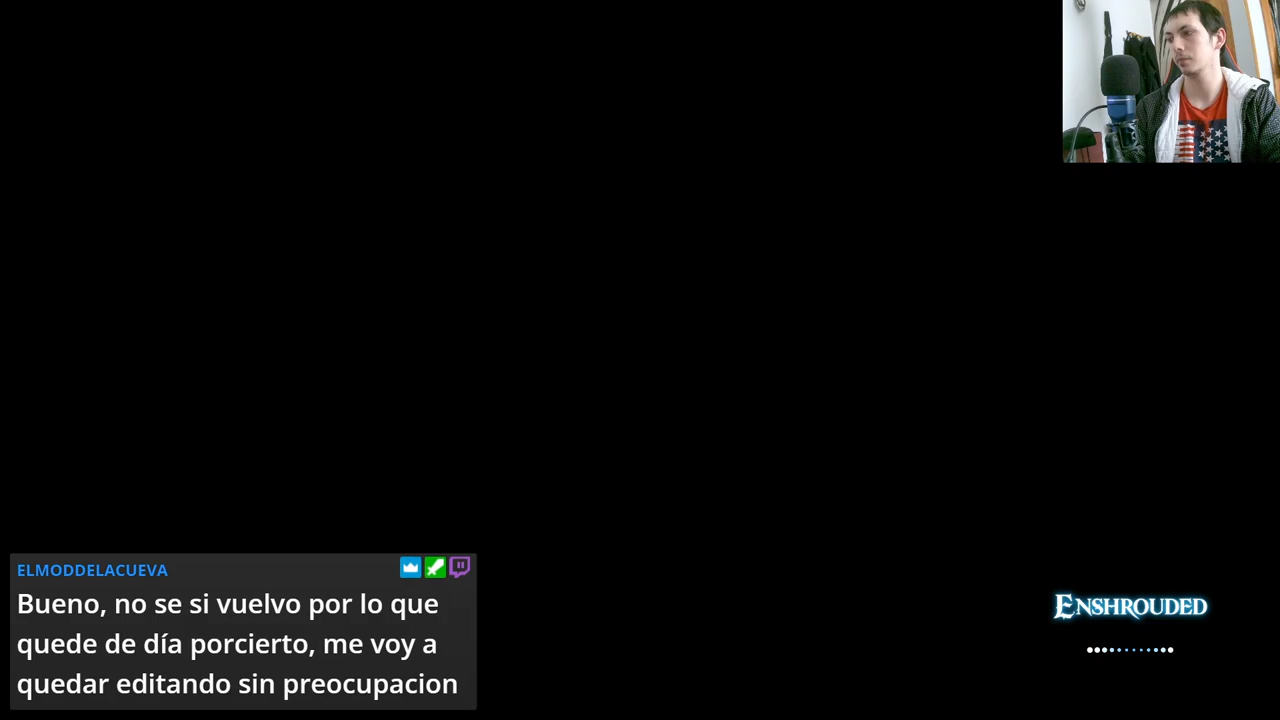 ELMODDELACUEVA
Bueno, no se si vuelvo por lo que
quede de día porcierto, me voy a
quedar editando sin preocupacion
ENSHROUDED